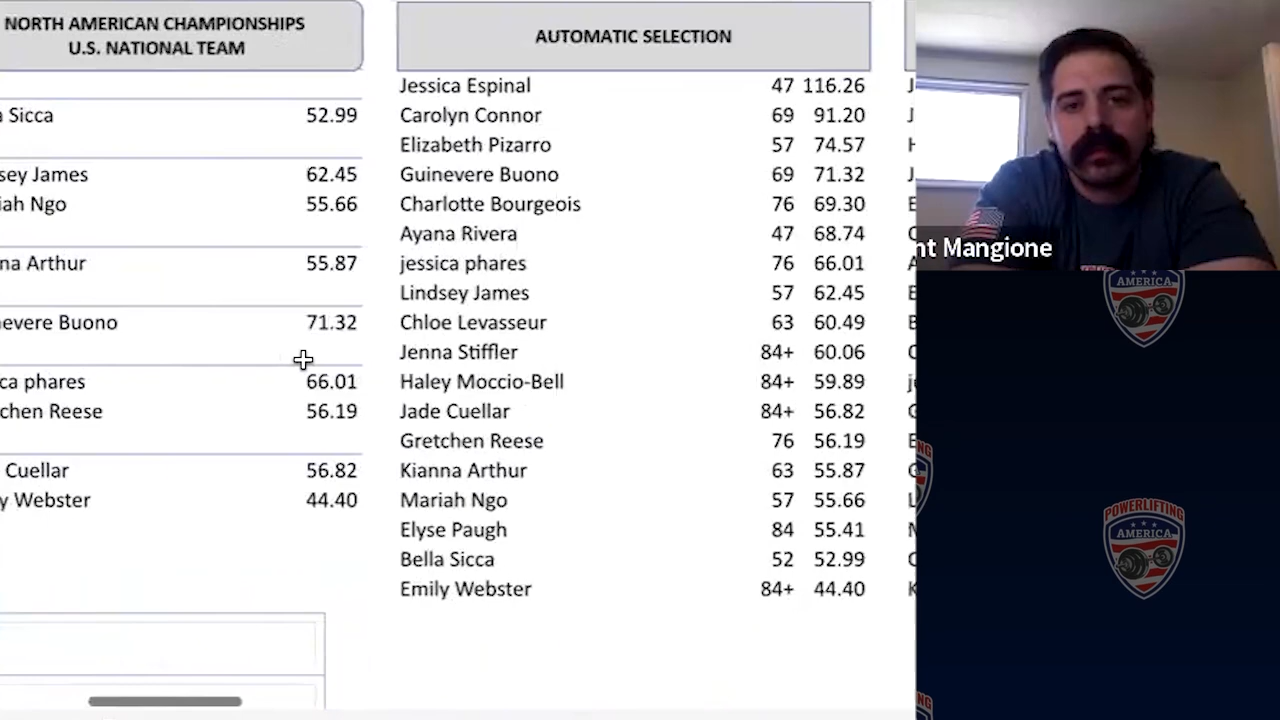 NORTH AMERICAN CHAMPIONSHIPS
U.S. NATIONAL TEAM
Sicca 52.99
James 62.45
Ngo 55.66
Arthur 55.87
Buono 71.32
phares 66.01
Reese 56.19
Cuellar 56.82
Webster 44.40
AUTOMATIC SELECTION
Jessica Espinal 47 116.26
Carolyn Connor 69 91.20
Elizabeth Pizarro 57 74.57
Guinevere Buono 69 71.32
Charlotte Bourgeois 76 69.30
Ayana Rivera 47 68.74
jessica phares 76 66.01
Lindsey James 57 62.45
Chloe Levasseur 63 60.49
Jenna Stiffler 84+ 60.06
Haley Moccio-Bell 84+ 59.89
Jade Cuellar 84+ 56.82
Gretchen Reese 76 56.19
Kianna Arthur 63 55.87
Mariah Ngo 57 55.66
Elyse Paugh 84 55.41
Bella Sicca 52 52.99
Emily Webster 84+ 44.40
nt Mangione
AMERICA
POWERLIFTING
AMERICA